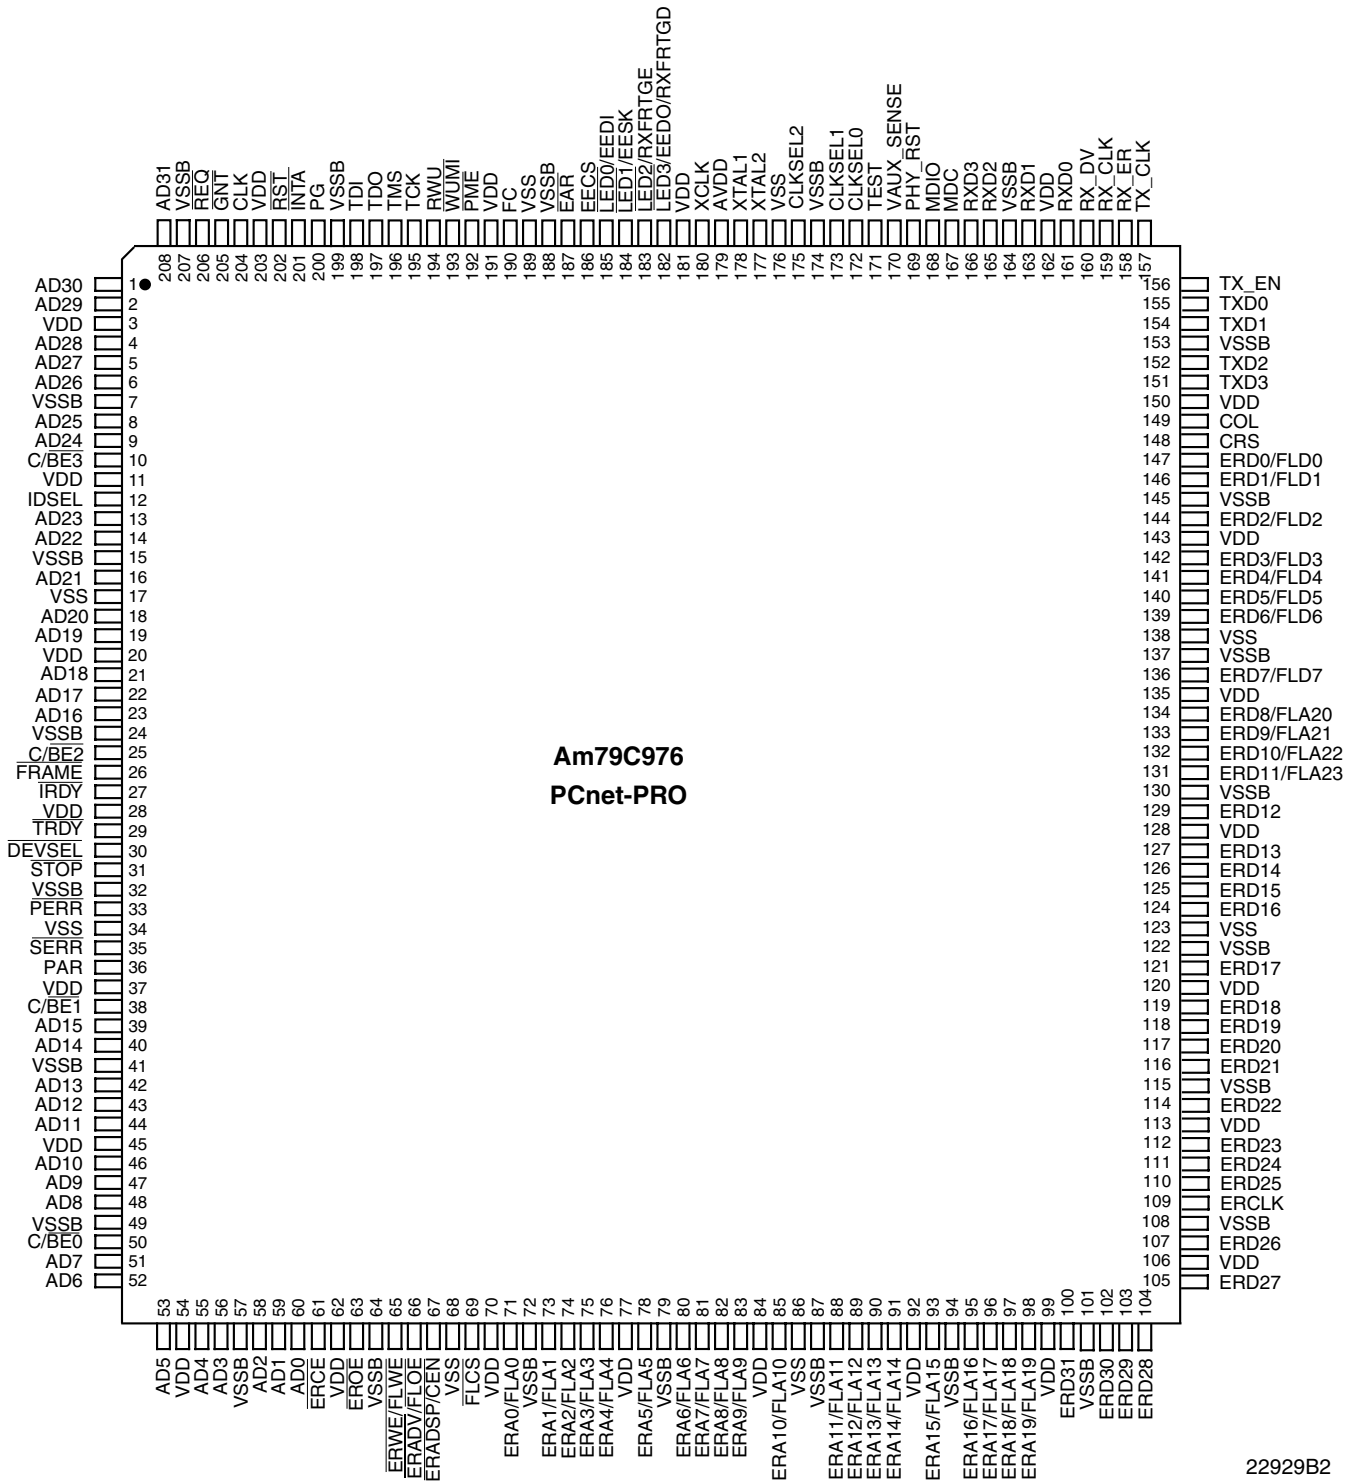 AD31
VSSB
REQ
GNT
CLK
VDD
RST
INTA
PG
VSSB
TDI
TDO
TMS
TCK
RWU
WUMI
PME
VDD
FC
VSS
VSSB
EAR
EECS
LED0/EEDI
LED1/EESK
LED2/RXFRTGE
LED3/EEDO/RXFRTGD
VDD
XCLK
AVDD
XTAL1
XTAL2
VSS
CLKSEL2
VSSB
CLKSEL1
CLKSEL0
TEST
VAUX_SENSE
PHY_RST
MDIO
MDC
RXD3
RXD2
VSSB
RXD1
VDD
RXD0
RX_DV
RX_CLK
RX_ER
TX_CLK
208
207
206
205
204
203
202
201
200
199
198
197
196
195
194
193
192
191
190
189
188
187
186
185
184
183
182
181
180
179
178
177
176
175
174
173
172
171
170
169
168
167
166
165
164
163
162
161
160
159
158
157
AD30 1
AD29 2
VDD 3
AD28 4
AD27 5
AD26 6
VSSB 7
AD25 8
AD24 9
C/BE3 10
VDD 11
IDSEL 12
AD23 13
AD22 14
VSSB 15
AD21 16
VSS 17
AD20 18
AD19 19
VDD 20
AD18 21
AD17 22
AD16 23
VSSB 24
C/BE2 25
FRAME 26
IRDY 27
VDD 28
TRDY 29
DEVSEL 30
STOP 31
VSSB 32
PERR 33
VSS 34
SERR 35
PAR 36
VDD 37
C/BE1 38
AD15 39
AD14 40
VSSB 41
AD13 42
AD12 43
AD11 44
VDD 45
AD10 46
AD9 47
AD8 48
VSSB 49
C/BE0 50
AD7 51
AD6 52
Am79C976
PCnet-PRO
156 TX_EN
155 TXD0
154 TXD1
153 VSSB
152 TXD2
151 TXD3
150 VDD
149 COL
148 CRS
147 ERD0/FLD0
146 ERD1/FLD1
145 VSSB
144 ERD2/FLD2
143 VDD
142 ERD3/FLD3
141 ERD4/FLD4
140 ERD5/FLD5
139 ERD6/FLD6
138 VSS
137 VSSB
136 ERD7/FLD7
135 VDD
134 ERD8/FLA20
133 ERD9/FLA21
132 ERD10/FLA22
131 ERD11/FLA23
130 VSSB
129 ERD12
128 VDD
127 ERD13
126 ERD14
125 ERD15
124 ERD16
123 VSS
122 VSSB
121 ERD17
120 VDD
119 ERD18
118 ERD19
117 ERD20
116 ERD21
115 VSSB
114 ERD22
113 VDD
112 ERD23
111 ERD24
110 ERD25
109 ERCLK
108 VSSB
107 ERD26
106 VDD
105 ERD27
53
54
55
56
57
58
59
60
61
62
63
64
65
66
67
68
69
70
71
72
73
74
75
76
77
78
79
80
81
82
83
84
85
86
87
88
89
90
91
92
93
94
95
96
97
98
99
100
101
102
103
104
AD5
VDD
AD4
AD3
VSSB
AD2
AD1
AD0
ERCE
VDD
EROE
VSSB
ERWE/FLWE
ERADV/FLOE
ERADSP/CEN
VSS
FLCS
VDD
ERA0/FLA0
VSSB
ERA1/FLA1
ERA2/FLA2
ERA3/FLA3
ERA4/FLA4
VDD
ERA5/FLA5
VSSB
ERA6/FLA6
ERA7/FLA7
ERA8/FLA8
ERA9/FLA9
VDD
ERA10/FLA10
VSS
VSSB
ERA11/FLA11
ERA12/FLA12
ERA13/FLA13
ERA14/FLA14
VDD
ERA15/FLA15
VSSB
ERA16/FLA16
ERA17/FLA17
ERA18/FLA18
ERA19/FLA19
VDD
ERD31
VSSB
ERD30
ERD29
ERD28
22929B2